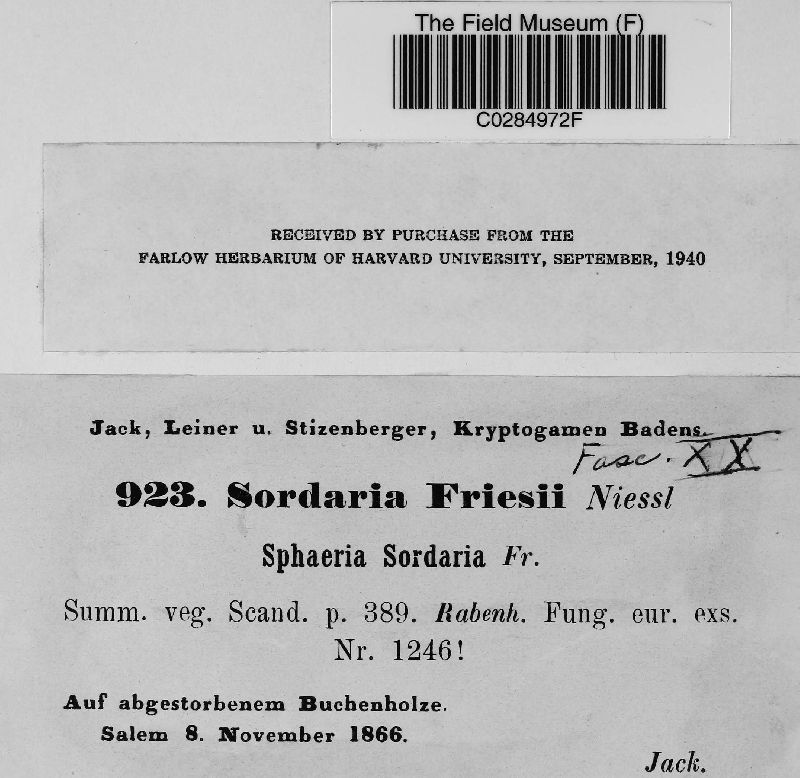 The Field Museum (F)
C0284972F
RECEIVED BY PURCHASE FROM THE
FARLOW HERBARIUM OF HARVARD UNIVERSITY, SEPTEMBER, 1940
Jack, Leiner u. Stizenberger, Kryptogamen Badens.
Fasc. XX
923. Sordaria Friesii Niessl
Sphaeria Sordaria Fr.
Summ. veg. Scand. p. 389. Rabenh. Fung. eur. exs.
Nr. 1246!
Auf abgestorbenem Buchenholze.
Salem 8. November 1866.
Jack.